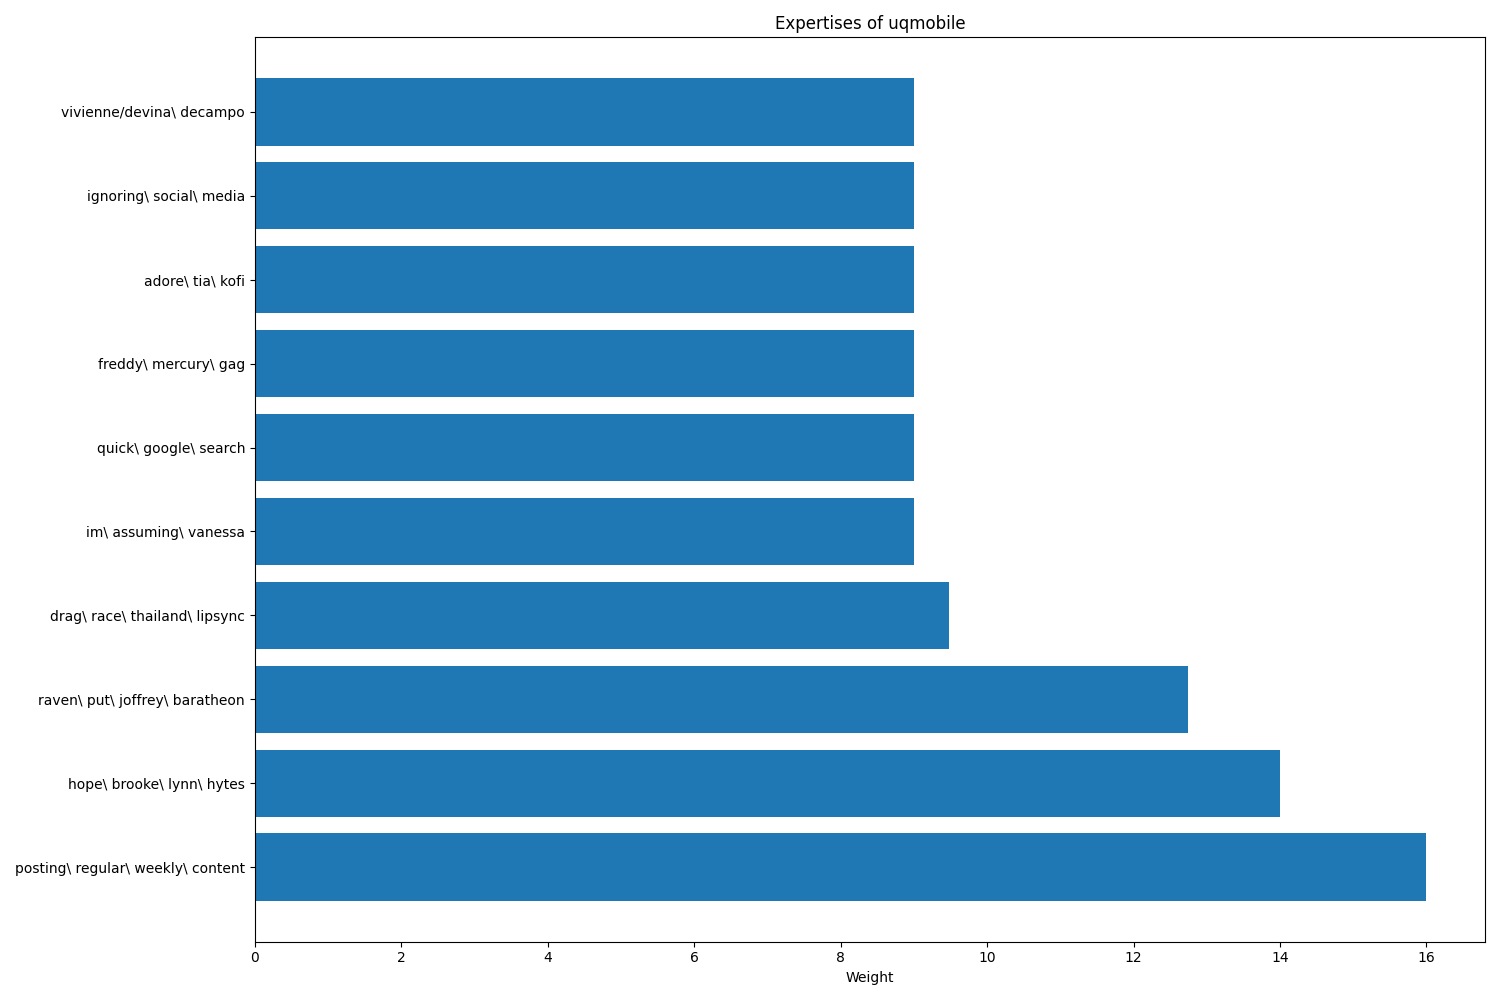 Expertises of uqmobile
vivienne/devina\ decampo
ignoring\ social\ media
adore\ tia\ kofi
freddy\ mercury\ gag
quick\ google\ search
im\ assuming\ vanessa
drag\ race\ thailand\ lipsync
raven\ put\ joffrey\ baratheon
hope\ brooke\ lynn\ hytes
posting\ regular\ weekly\ content
0 2 4 6 8 10 12 14 16
Weight